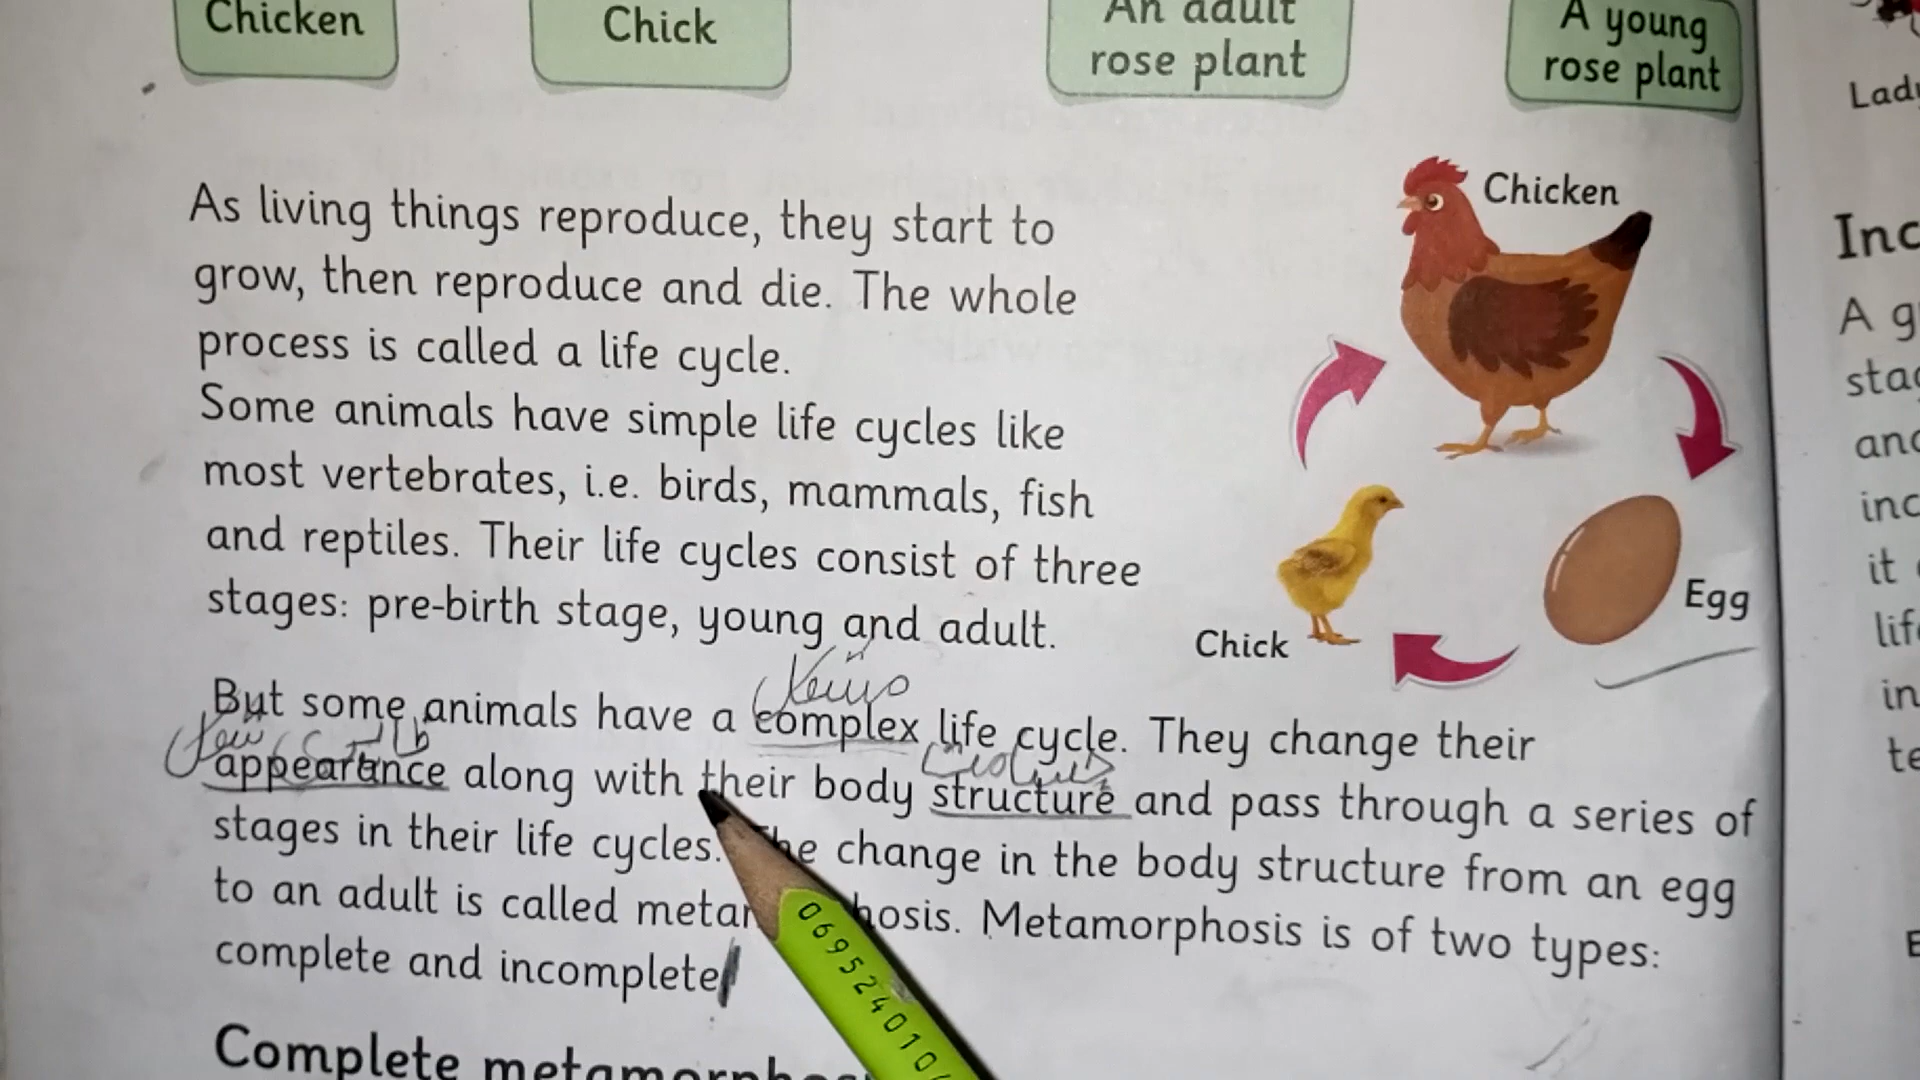 Chicken
Chick
An adult
rose plant
A young
rose plant
As living things reproduce, they start to
grow, then reproduce and die. The whole
process is called a life cycle.
Some animals have simple life cycles like
most vertebrates, i.e. birds, mammals, fish
and reptiles. Their life cycles consist of three
stages: pre-birth stage, young and adult.
Chicken
Egg
Chick
But some animals have a complex life cycle. They change their
appearance along with their body structure and pass through a series of
stages in their life cycles. change in the body structure from an egg
to an adult is called Metamorphosis is of two types:
complete and incomplete
Complete
Inc
A
it
069524010